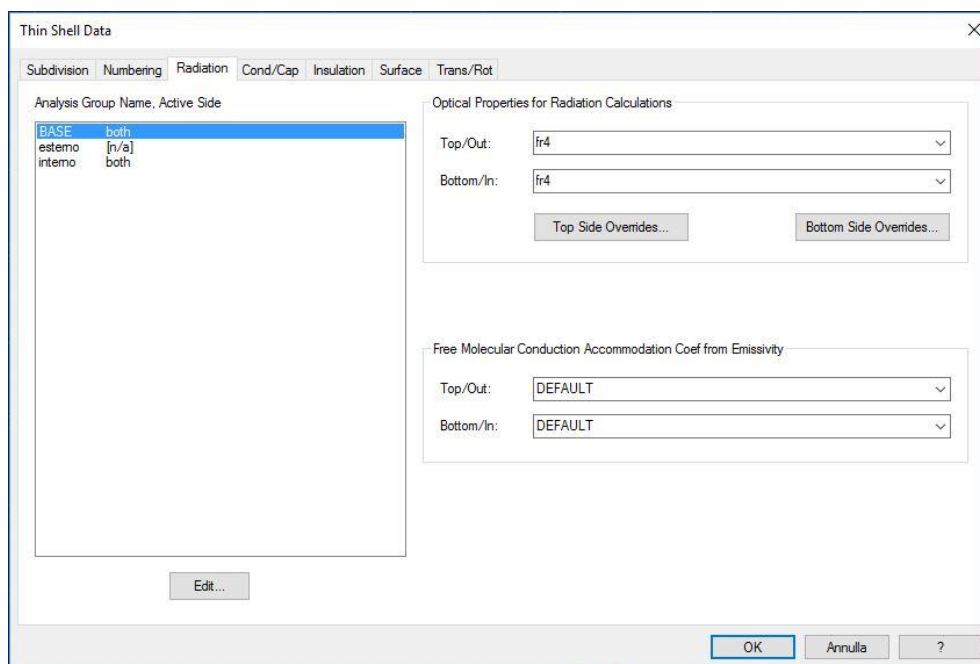 Thin Shell Data
Subdivision Numbering Radiation Cond/Cap Insulation Surface Trans/Rot
Analysis Group Name, Active Side
BASE both
esterno [n/a]
interno both
Edit...
Optical Properties for Radiation Calculations
Top/Out: fr4
Bottom/In: fr4
Top Side Overrides... Bottom Side Overrides...
Free Molecular Conduction Accommodation Coef from Emissivity
Top/Out: DEFAULT
Bottom/In: DEFAULT
OK Annulla ?